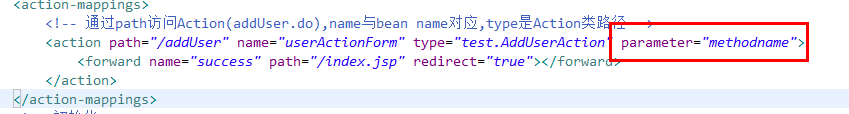 <action-mappings>
<!-- 通过path访问Action(addUser.do),name与bean name对应,type是Action类路径 -->
<action path="/addUser" name="userActionForm" type="test.AddUserAction" parameter="methodname">
<forward name="success" path="/index.jsp" redirect="true"></forward>
</action>
</action-mappings>